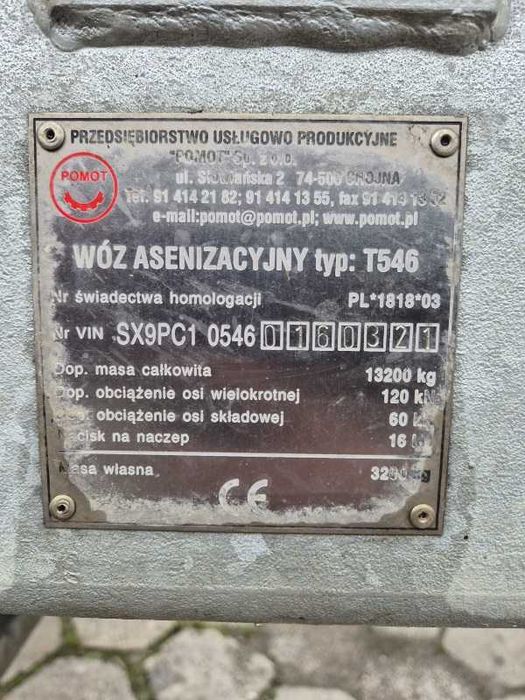 PRZEDSIĘBIORSTWO USŁUGOWO PRODUKCYJNE
"POMOT" Sp. z o.o.
POMOT
ul. Słowiańska 2 74-500 CHOJNA
Tel. 91 414 21 82; 91 414 13 55, fax 91 414 13 52
e-mail:pomot@pomot.pl; www.pomot.pl
WÓZ ASENIZACYJNY typ: T546
Nr świadectwa homologacji PL*1818*03
Nr VIN SX9PC1 0546 0160321
Dop. masa całkowita 13200 kg
Dop. obciążenie osi wielokrotnej 120 kN
obciążenie osi składowej 60
na naczep 16
Masa własna kg
CE